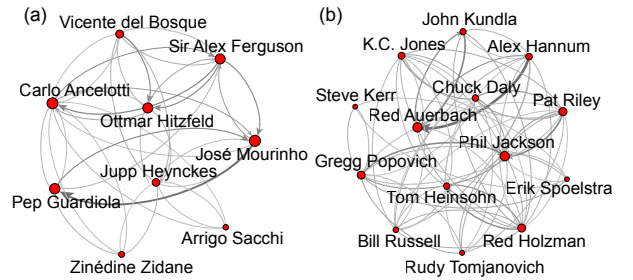 (a)
Vicente del Bosque
Sir Alex Ferguson
Carlo Ancelotti
Ottmar Hitzfeld
José Mourinho
Jupp Heynckes
Pep Guardiola
Arrigo Sacchi
Zinédine Zidane
(b)
John Kundla
K.C. Jones
Alex Hannum
Chuck Daly
Steve Kerr
Pat Riley
Red Auerbach
Phil Jackson
Gregg Popovich
Erik Spoelstra
Tom Heinsohn
Bill Russell
Red Holzman
Rudy Tomjanovich